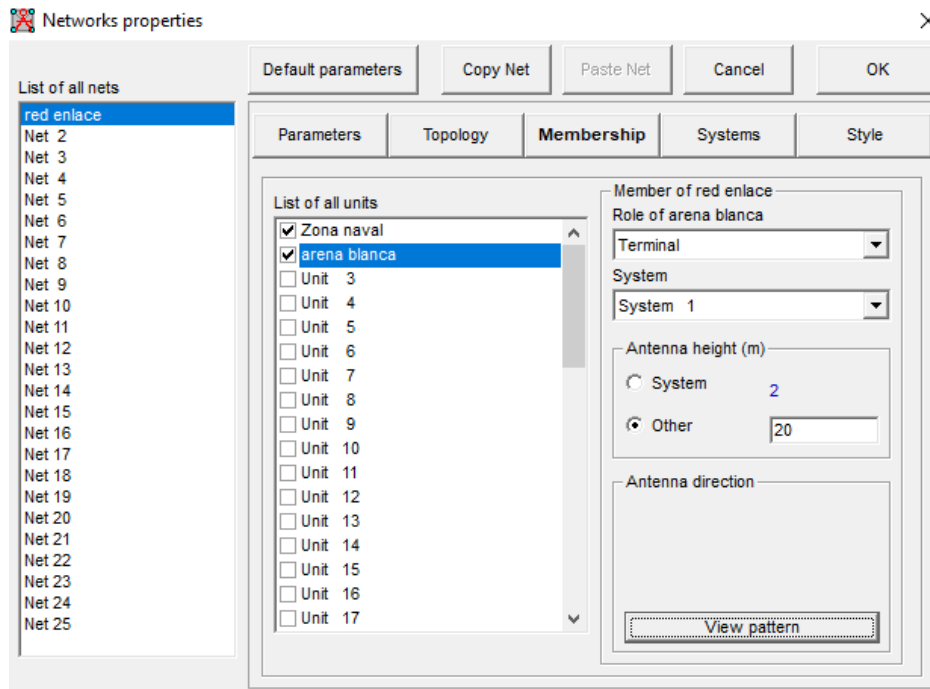 Networks properties
Default parameters
Copy Net
Paste Net
Cancel
OK
List of all nets
red enlace
Net 2
Net 3
Net 4
Net 5
Net 6
Net 7
Net 8
Net 9
Net 10
Net 11
Net 12
Net 13
Net 14
Net 15
Net 16
Net 17
Net 18
Net 19
Net 20
Net 21
Net 22
Net 23
Net 24
Net 25
Parameters
Topology
Membership
Systems
Style
List of all units
Zona naval
arena blanca
Unit 3
Unit 4
Unit 5
Unit 6
Unit 7
Unit 8
Unit 9
Unit 10
Unit 11
Unit 12
Unit 13
Unit 14
Unit 15
Unit 16
Unit 17
Member of red enlace
Role of arena blanca
Terminal
System
System 1
Antenna height (m)
System 2
Other 20
Antenna direction
View pattern